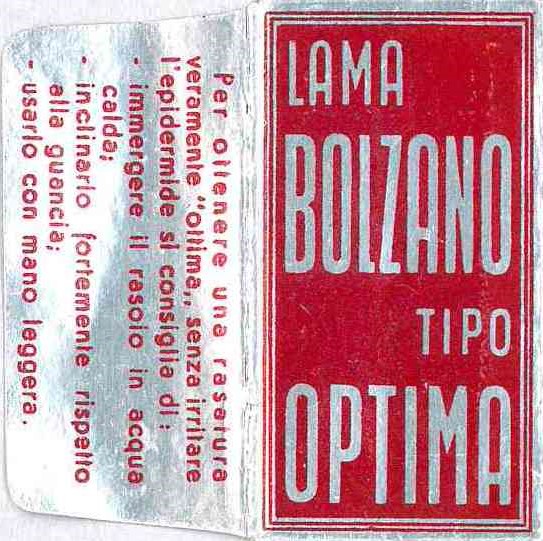 LAMA
BOLZANO
TIPO
OPTIMA
Per ottenere una rasatura
veramente "ottima,, senza irritare
l'epidermide si consiglia di:
- immergere il rasoio in acqua
calda;
- inclinarlo fortemente rispetto
alla guancia;
- usarlo con mano leggera.